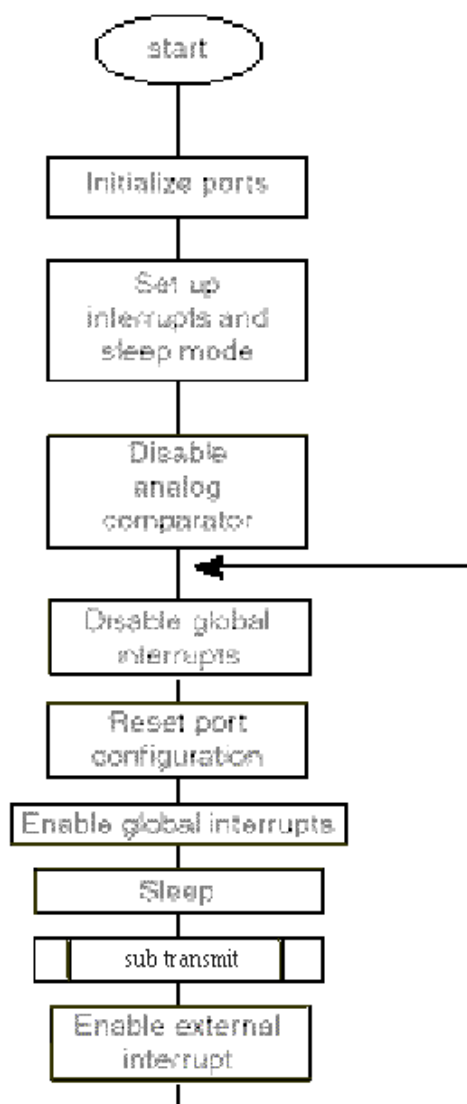 start
Initialize ports
Set up
interrupts and
sleep mode
Disable
analog
comparator
Disable global
interrupts
Reset port
configuration
Enable global interrupts
Sleep
sub transmit
Enable external
interrupt